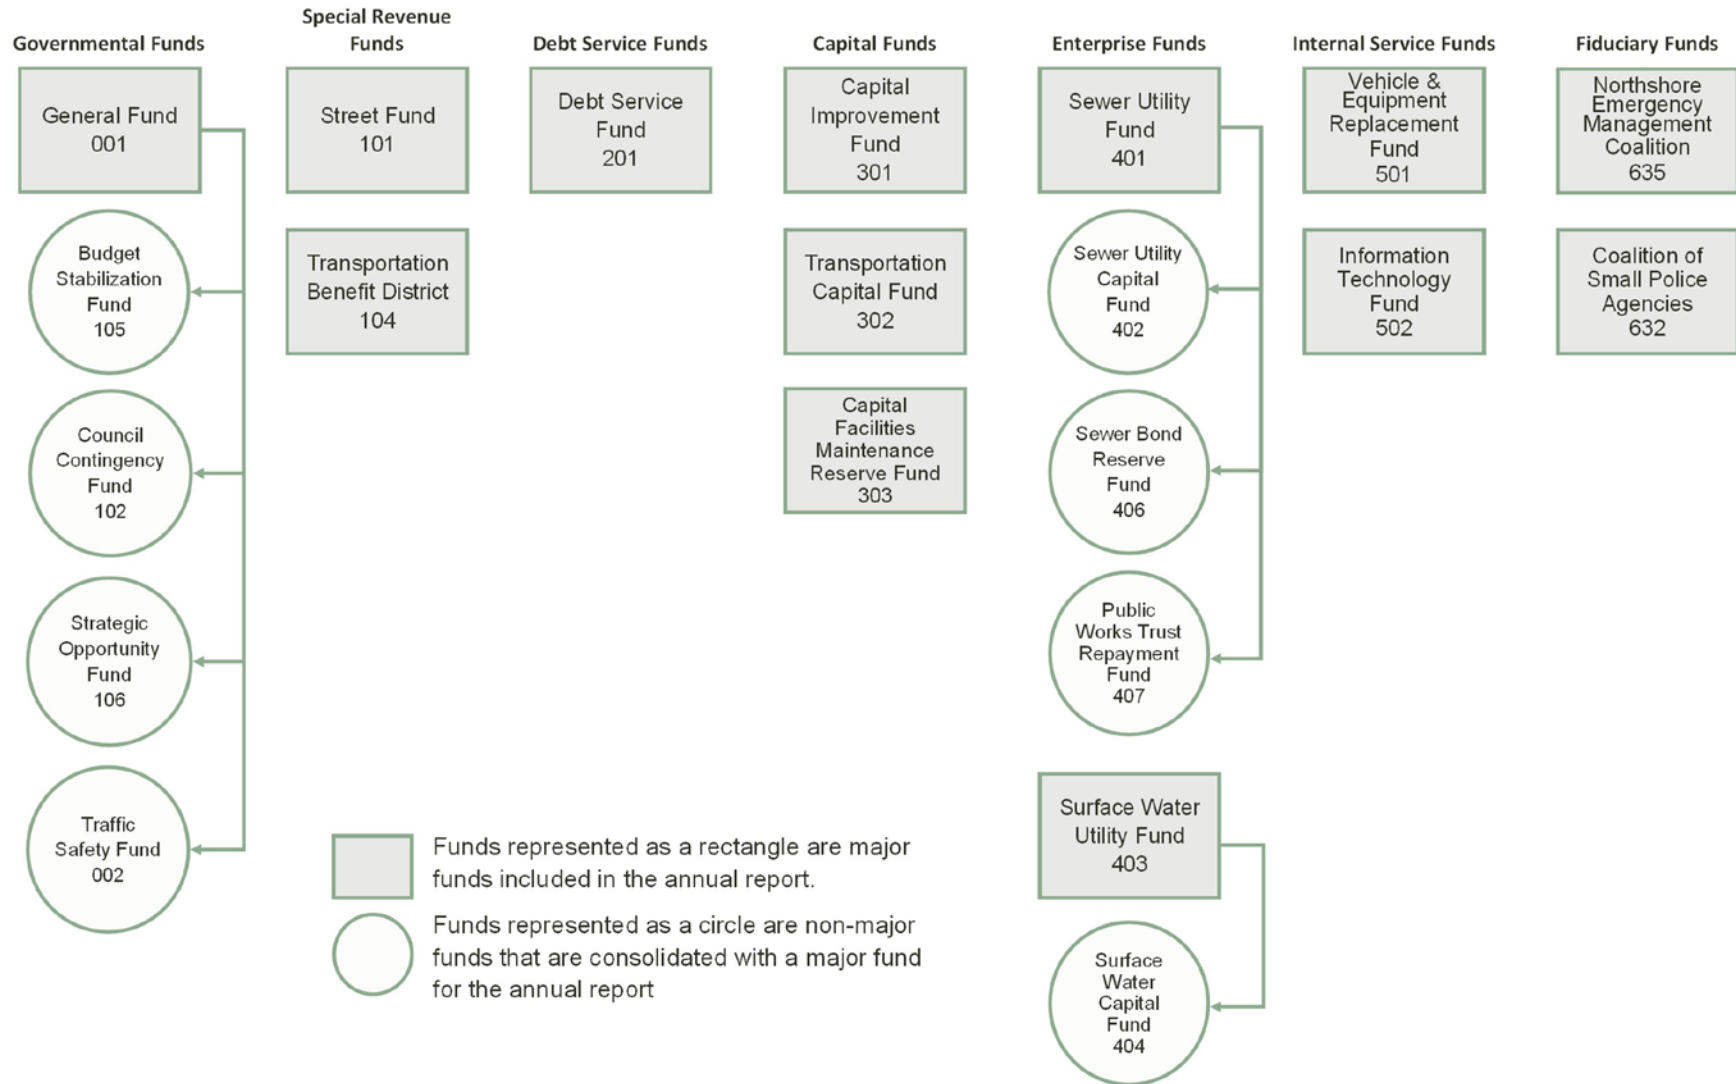 Governmental Funds
Special Revenue
Funds
Debt Service Funds
Capital Funds
Enterprise Funds
Internal Service Funds
Fiduciary Funds
General Fund
001
Budget
Stabilization
Fund
105
Council
Contingency
Fund
102
Strategic
Opportunity
Fund
106
Traffic
Safety Fund
002
Street Fund
101
Transportation
Benefit District
104
Debt Service
Fund
201
Capital
Improvement
Fund
301
Transportation
Capital Fund
302
Capital
Facilities
Maintenance
Reserve Fund
303
Sewer Utility
Fund
401
Sewer Utility
Capital
Fund
402
Sewer Bond
Reserve
Fund
406
Public
Works Trust
Repayment
Fund
407
Surface Water
Utility Fund
403
Surface
Water
Capital
Fund
404
Vehicle &
Equipment
Replacement
Fund
501
Information
Technology
Fund
502
Northshore
Emergency
Management
Coalition
635
Coalition of
Small Police
Agencies
632
Funds represented as a rectangle are major
funds included in the annual report.
Funds represented as a circle are non-major
funds that are consolidated with a major fund
for the annual report